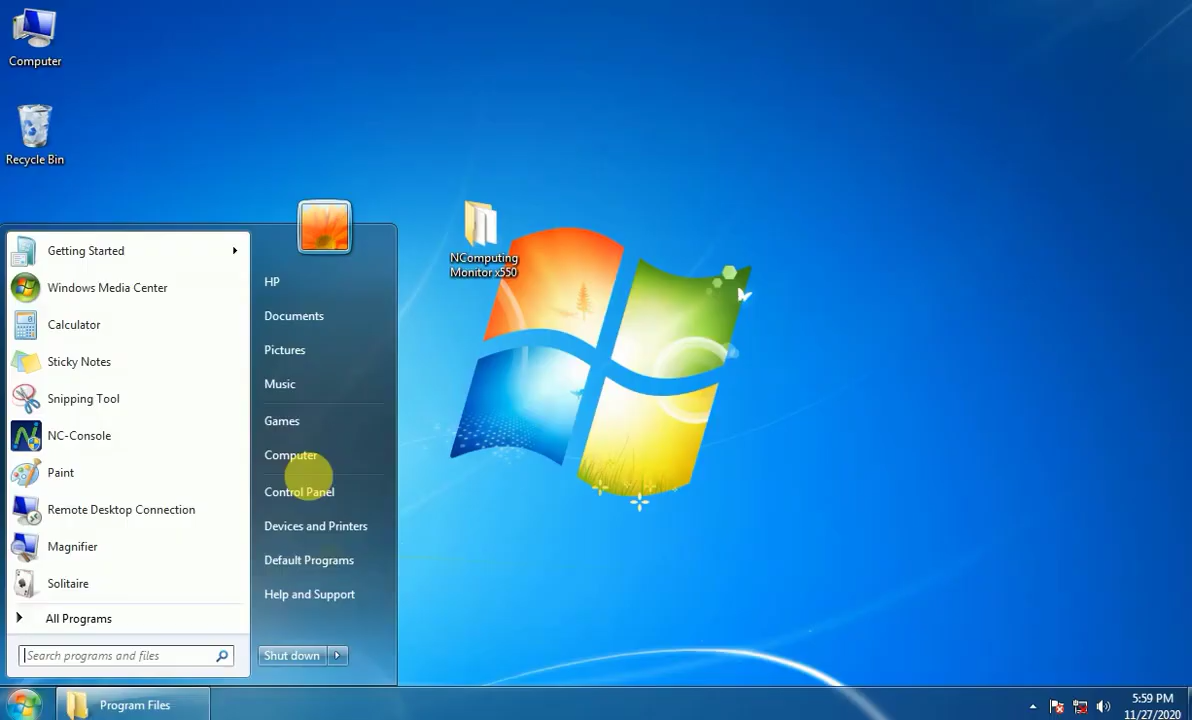 Computer
Recycle Bin
NComputing
Monitor x550
Getting Started
Windows Media Center
Calculator
Sticky Notes
Snipping Tool
NC-Console
Paint
Remote Desktop Connection
Magnifier
Solitaire
All Programs
Search programs and files
HP
Documents
Pictures
Music
Games
Computer
Control Panel
Devices and Printers
Default Programs
Help and Support
Shut down
Program Files
5:59 PM
11/27/2020